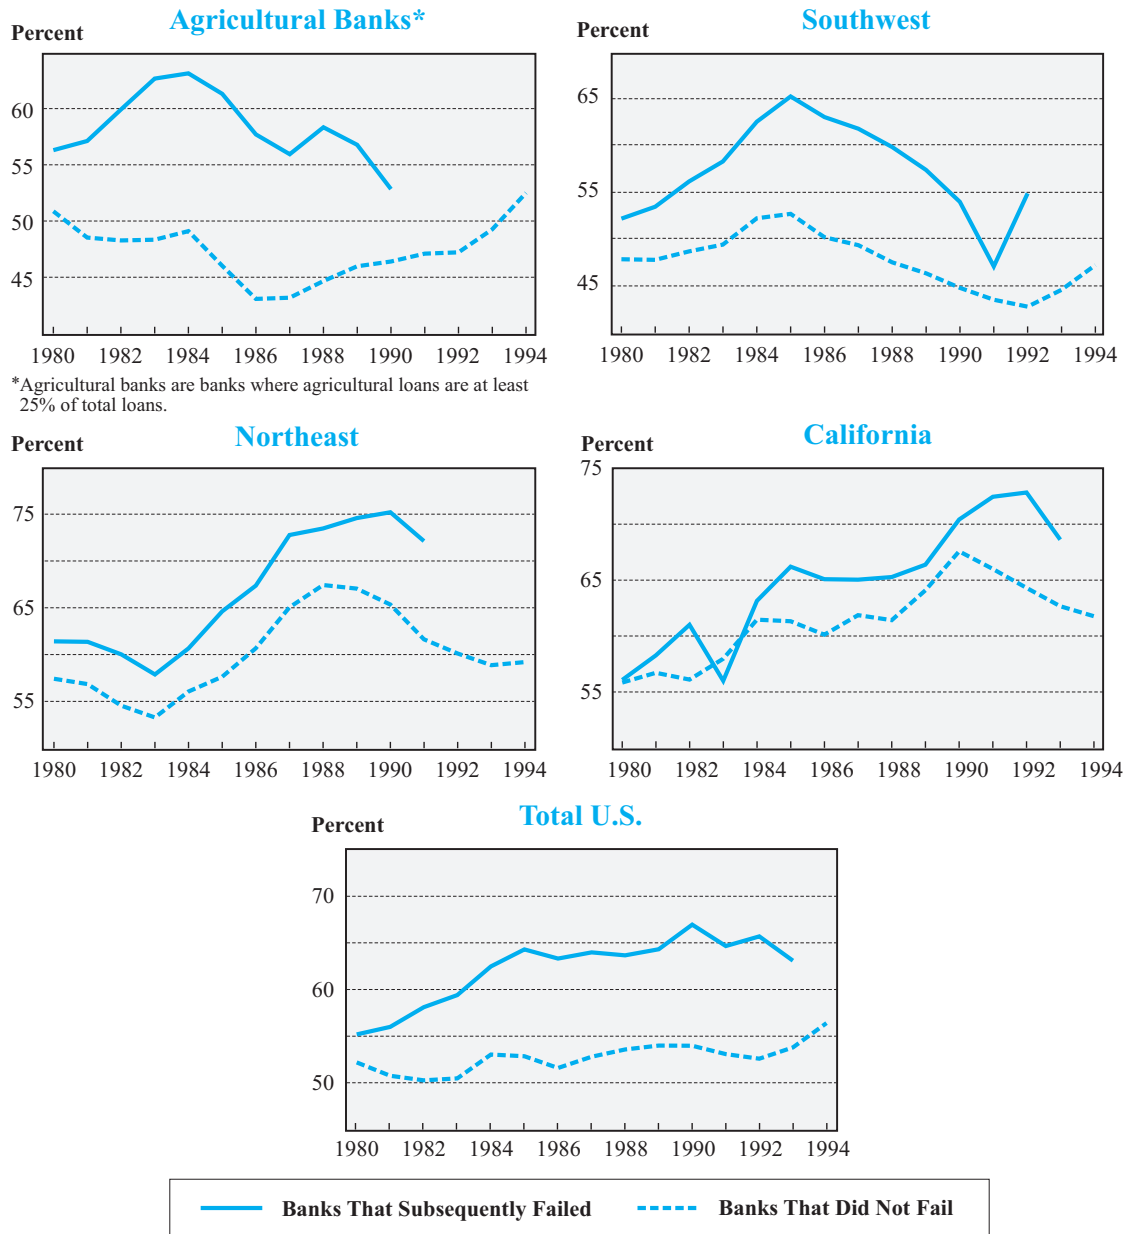 Agricultural Banks*
Percent
60
55
50
45
1980 1982 1984 1986 1988 1990 1992 1994
*Agricultural banks are banks where agricultural loans are at least
25% of total loans.
Southwest
Percent
65
55
45
1980 1982 1984 1986 1988 1990 1992 1994
Northeast
Percent
75
65
55
1980 1982 1984 1986 1988 1990 1992 1994
California
Percent
75
65
55
1980 1982 1984 1986 1988 1990 1992 1994
Total U.S.
Percent
70
60
50
1980 1982 1984 1986 1988 1990 1992 1994
Banks That Subsequently Failed Banks That Did Not Fail